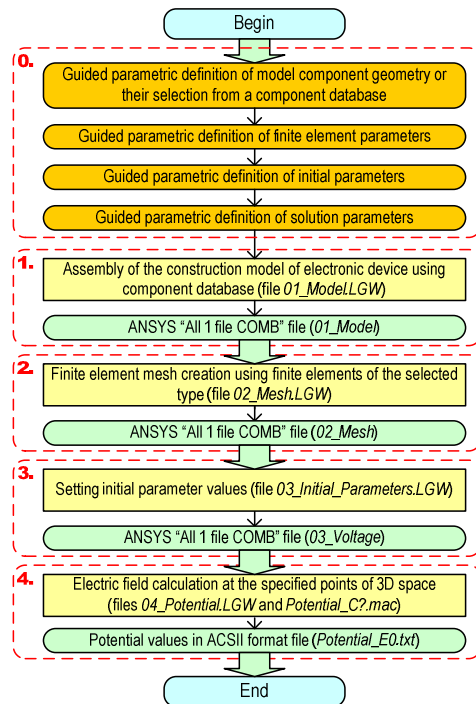 Begin
0.
Guided parametric definition of model component geometry or
their selection from a component database
Guided parametric definition of finite element parameters
Guided parametric definition of initial parameters
Guided parametric definition of solution parameters
1.
Assembly of the construction model of electronic device using
component database (file 01_Model.LGW)
ANSYS “All 1 file COMB” file (01_Model)
2.
Finite element mesh creation using finite elements of the selected
type (file 02_Mesh.LGW)
ANSYS “All 1 file COMB” file (02_Mesh)
3.
Setting initial parameter values (file 03_Initial_Parameters.LGW)
ANSYS “All 1 file COMB” file (03_Voltage)
4.
Electric field calculation at the specified points of 3D space
(files 04_Potential.LGW and Potential_C?.mac)
Potential values in ACSII format file (Potential_E0.txt)
End